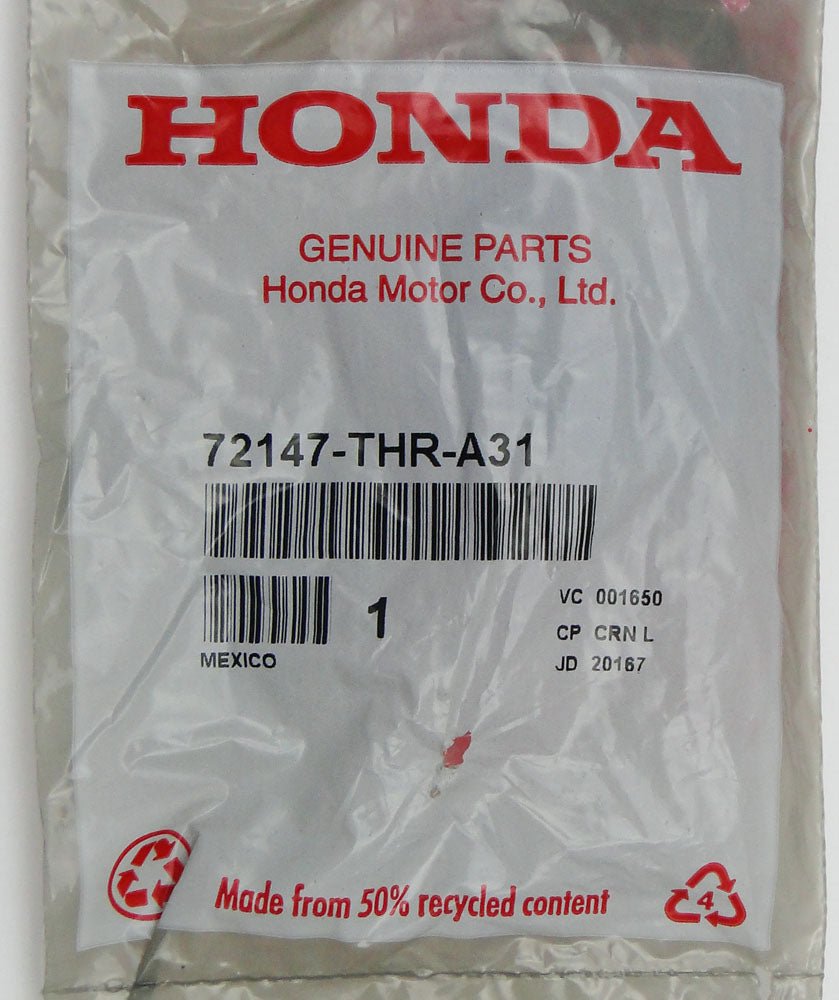 HONDA
GENUINE PARTS
Honda Motor Co., Ltd.
72147-THR-A31
1
MEXICO
VC 001650
CP CRN L
JD 20167
Made from 50% recycled content
4